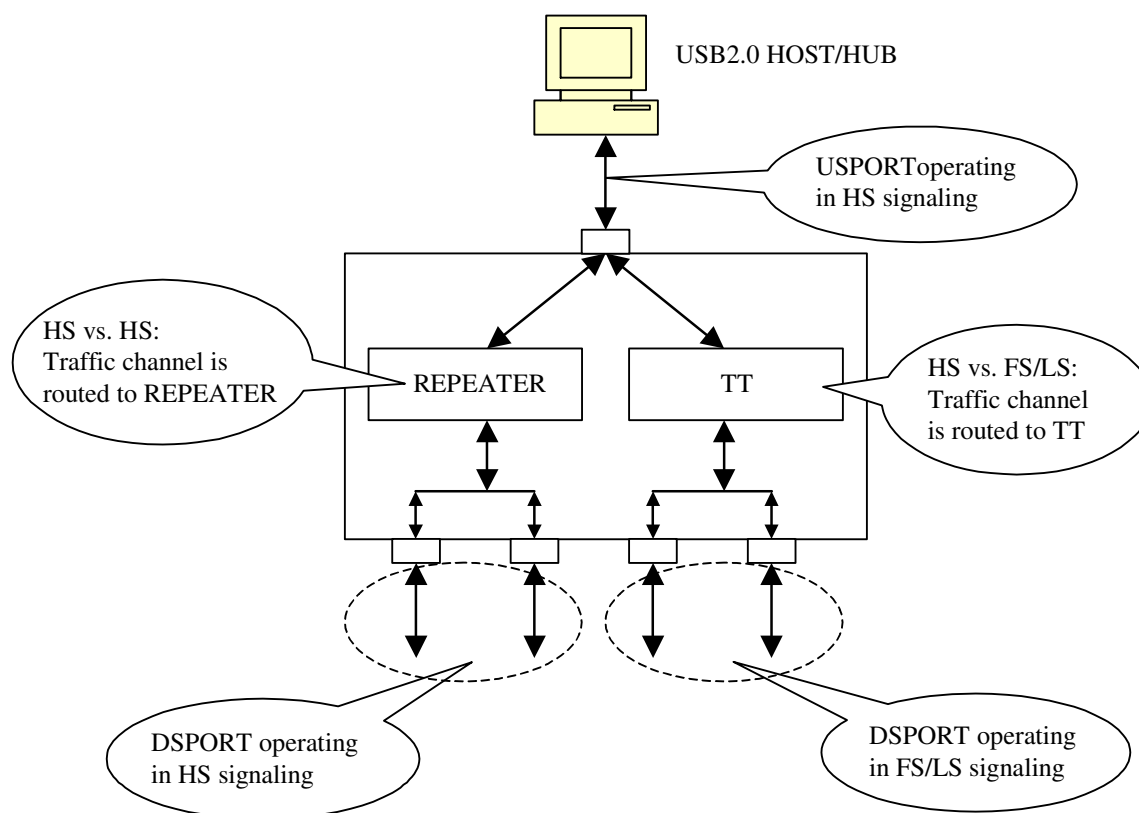 USB2.0 HOST/HUB
USPORToperating
in HS signaling
HS vs. HS:
Traffic channel is
routed to REPEATER
REPEATER
TT
HS vs. FS/LS:
Traffic channel
is routed to TT
DSPORT operating
in HS signaling
DSPORT operating
in FS/LS signaling